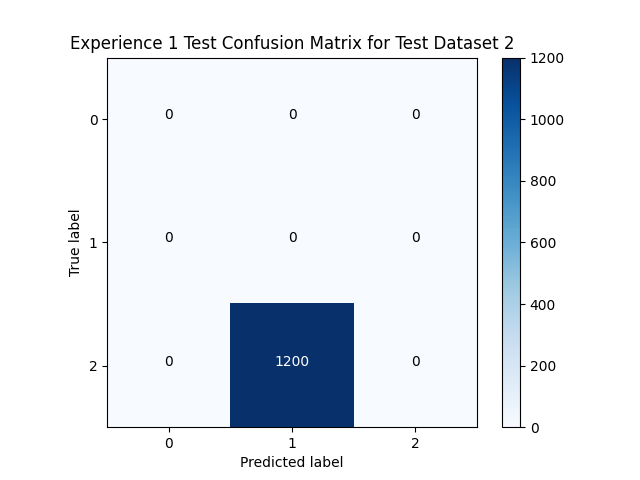 Experience 1 Test Confusion Matrix for Test Dataset 2
True label
0 0 0 0
1 0 0 0
2 0 1200 0
0 1 2
Predicted label
1200
1000
800
600
400
200
0